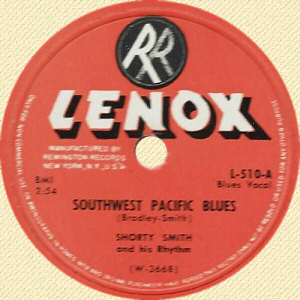 RR
LENOX
MANUFACTURED BY
REMINGTON RECORDS
NEW YORK, N.Y., U.S.A.
BMI
2:54
L-510-A
Blues Vocal
SOUTHWEST PACIFIC BLUES
(Bradley-Smith)
SHORTY SMITH
and his Rhythm
(W-3668)